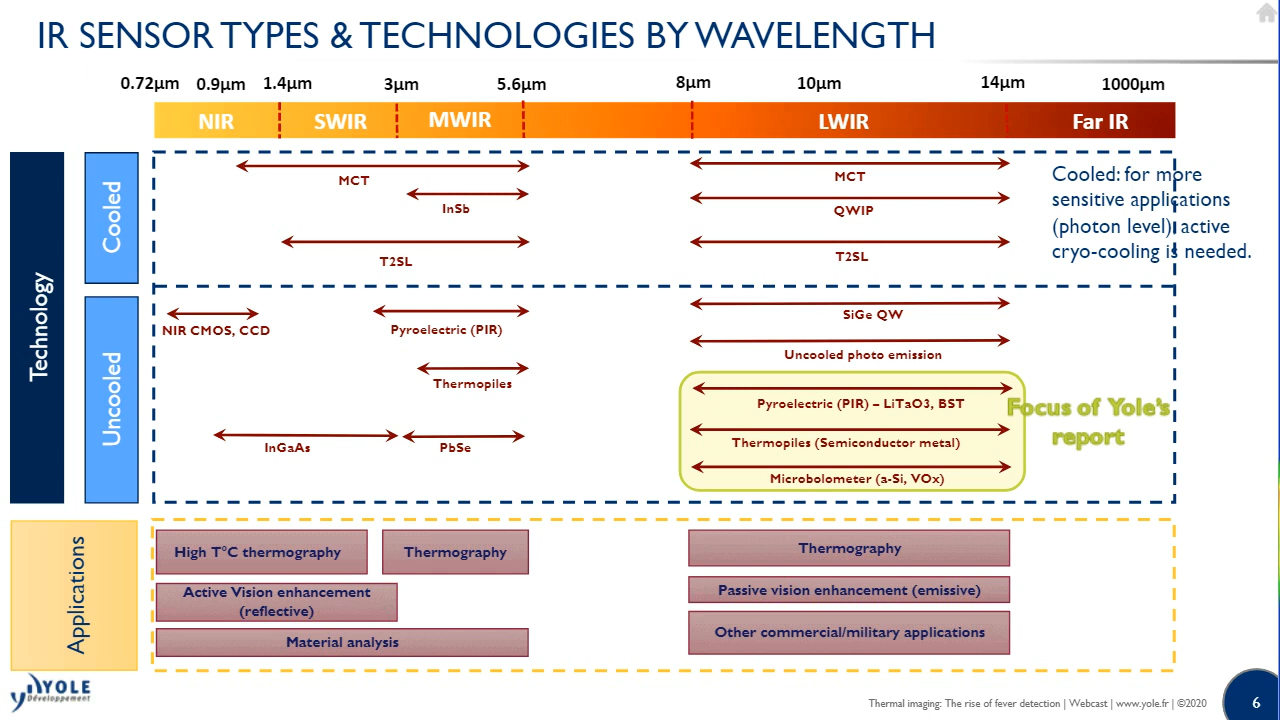 IR SENSOR TYPES & TECHNOLOGIES BY WAVELENGTH
0.72µm 0.9µm 1.4µm 3µm 5.6µm 8µm 10µm 14µm 1000µm
NIR SWIR MWIR LWIR Far IR
Technology
Cooled
MCT
InSb
T2SL
MCT
QWIP
T2SL
Cooled: for more
sensitive applications
(photon level) active
cryo-cooling is needed.
Uncooled
NIR CMOS, CCD
Pyroelectric (PIR)
Thermopiles
InGaAs
PbSe
SiGe QW
Uncooled photo emission
Pyroelectric (PIR) – LiTaO3, BST
Thermopiles (Semiconductor metal)
Microbolometer (a-Si, VOx)
Focus of Yole's
report
Applications
High T°C thermography
Thermography
Active Vision enhancement
(reflective)
Material analysis
Thermography
Passive vision enhancement (emissive)
Other commercial/military applications
YOLE
Développement
Thermal imaging: The rise of fever detection | Webcast | www.yole.fr | ©2020
6